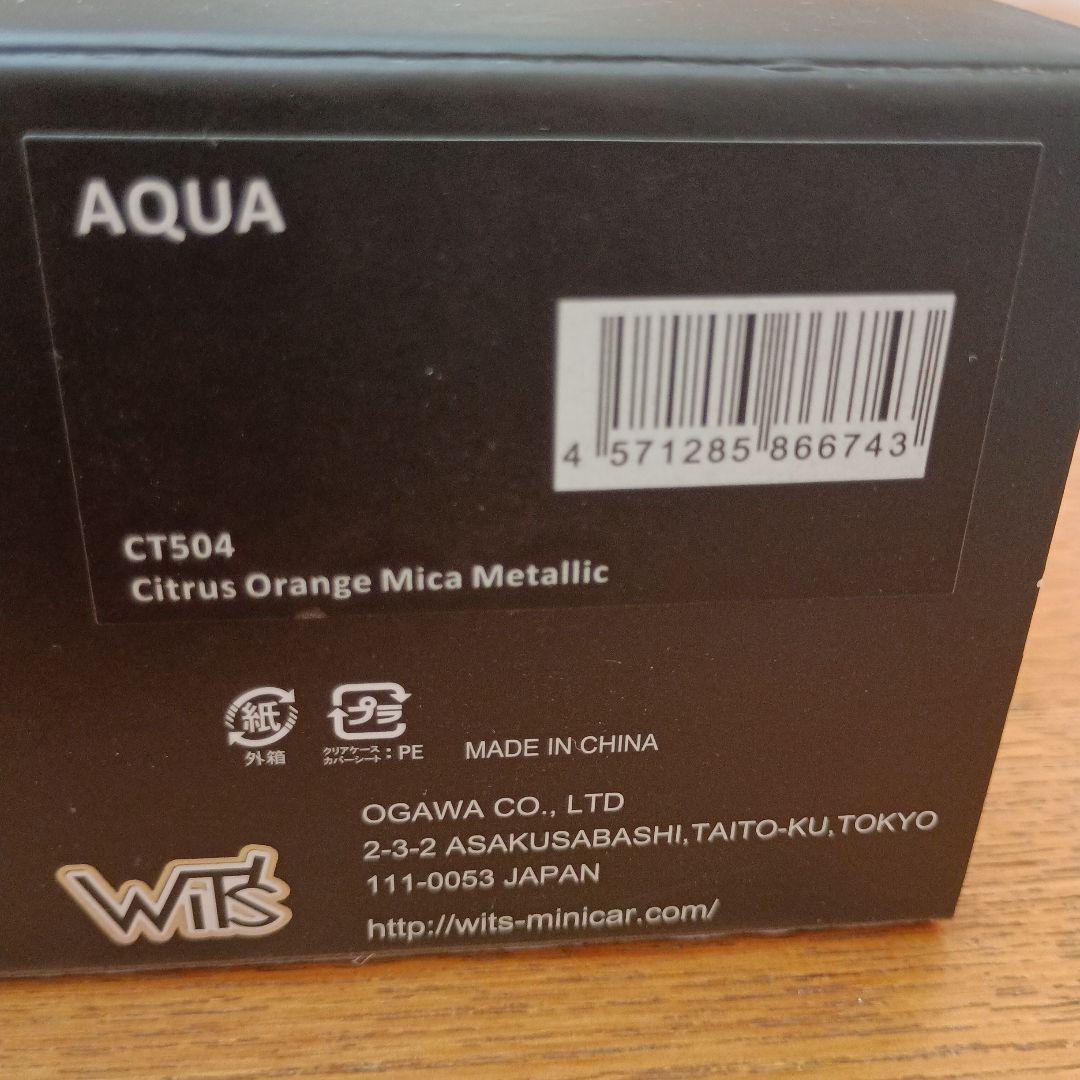 AQUA
4 571285 866743
CT504
Citrus Orange Mica Metallic
紙
外箱
プラ
クリアケース
カバーシート : PE
MADE IN CHINA
OGAWA CO., LTD
2-3-2 ASAKUSABASHI,TAITO-KU,TOKYO
111-0053 JAPAN
http://wits-minicar.com/
WiT'S